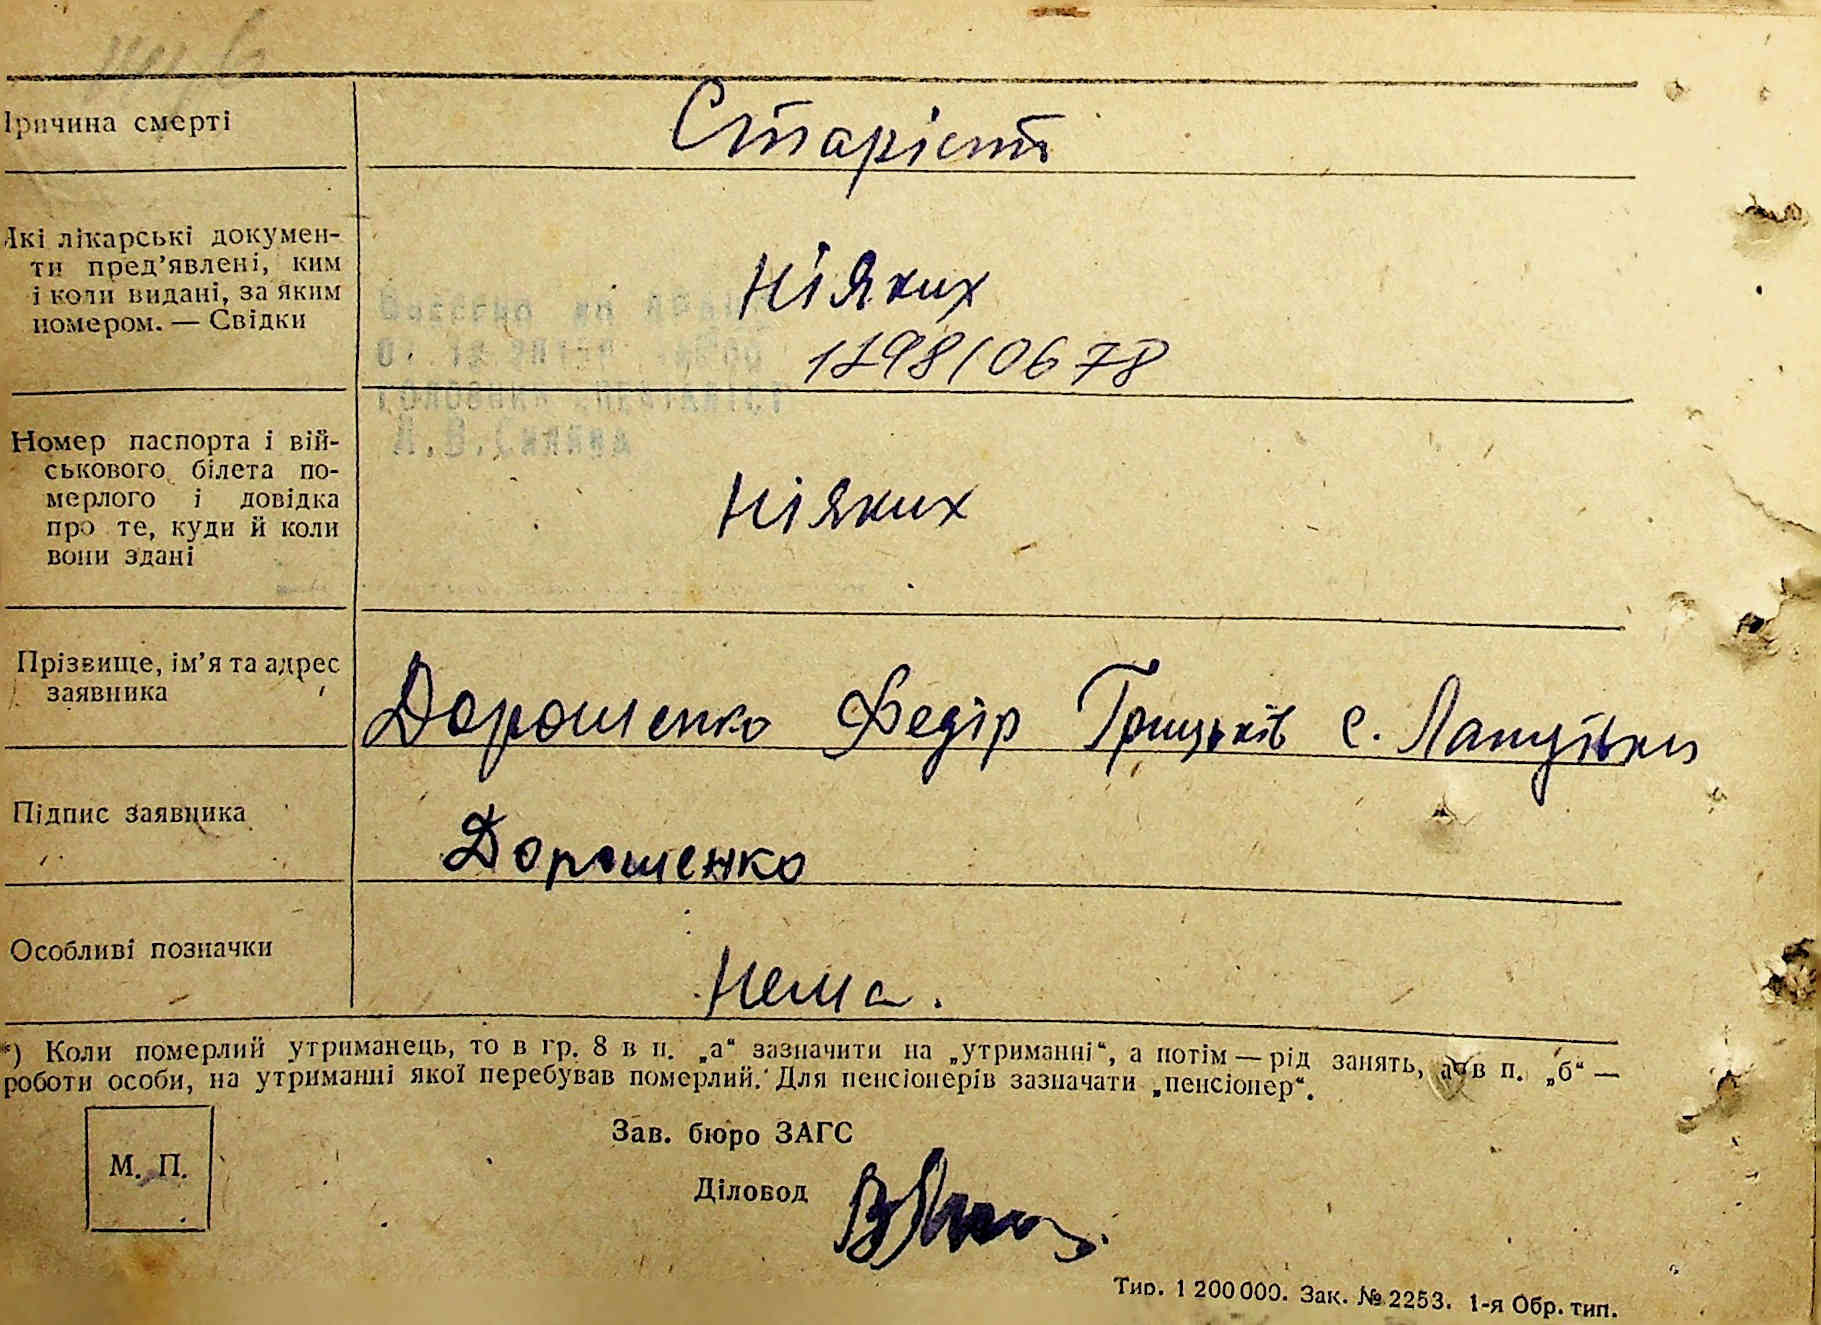 Причина смерті
Старість
Які лікарські докумен-
ти пред’явлені, ким
і коли видані, за яким
номером. — Свідки
Ніяких
1798/0678
Номер паспорта і вій-
ськового білета по-
мерлого і довідка
про те, куди й коли
вони здані
Ніяких
Прізвище, ім’я та адрес
заявника
Дорошенко Федір Грицьків с.
Підпис заявника
Дорошенко
Особливі позначки
Нема.
*) Коли померлий утриманець, то в гр. 8 в п. „а“ зазначити на „утриманні“, а потім — рід занять, а в п. „б“ —
роботи особи, на утриманні якої перебував померлий. Для пенсіонерів зазначати „пенсіонер“.
М. П.
Зав. бюро ЗАГС
Діловод
Тир. 1 200 000. Зак. № 2253. 1-я Обр. тип.